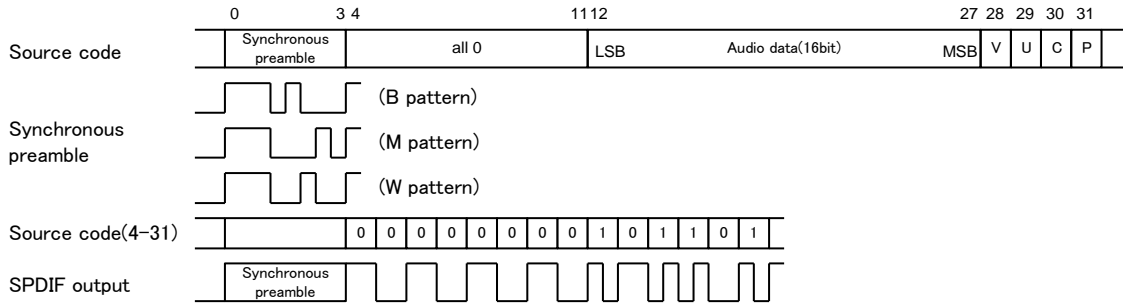 0 3 4 11 12 27 28 29 30 31
Source code Synchronous preamble all 0 LSB Audio data(16bit) MSB V U C P
(B pattern)
Synchronous preamble (M pattern)
(W pattern)
Source code(4-31) 0 0 0 0 0 0 0 0 1 0 1 1 0 1
SPDIF output Synchronous preamble